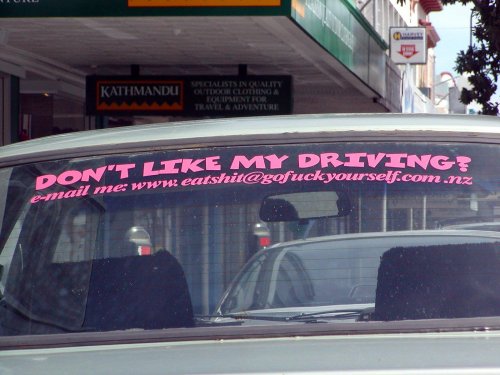 KATHMANDU
SPECIALISTS IN QUALITY
OUTDOOR CLOTHING &
EQUIPMENT FOR
TRAVEL & ADVENTURE
HARVEY
DON'T LIKE MY DRIVING?
e-mail me: www.eatshit@gofuckyourself.com.nz